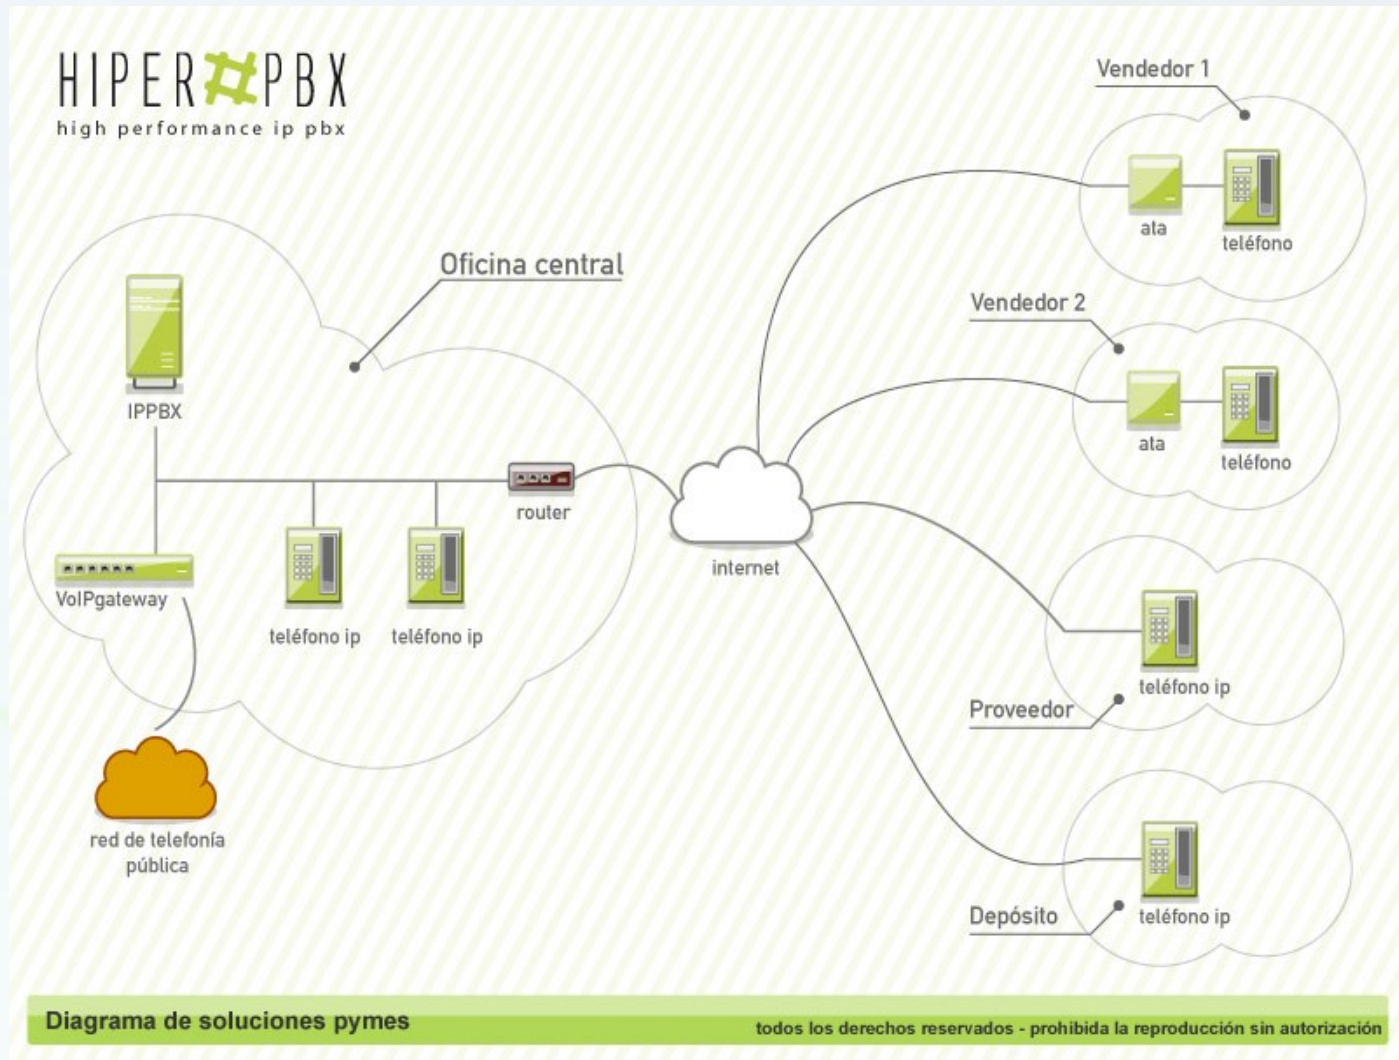 HIPER PBX
high performance ip pbx
Vendedor 1
ata
teléfono
Oficina central
Vendedor 2
IPPBX
ata
teléfono
router
internet
VoIPgateway
teléfono ip
teléfono ip
teléfono ip
Proveedor
red de telefonía
pública
Depósito
teléfono ip
Diagrama de soluciones pymes
todos los derechos reservados - prohibida la reproducción sin autorización